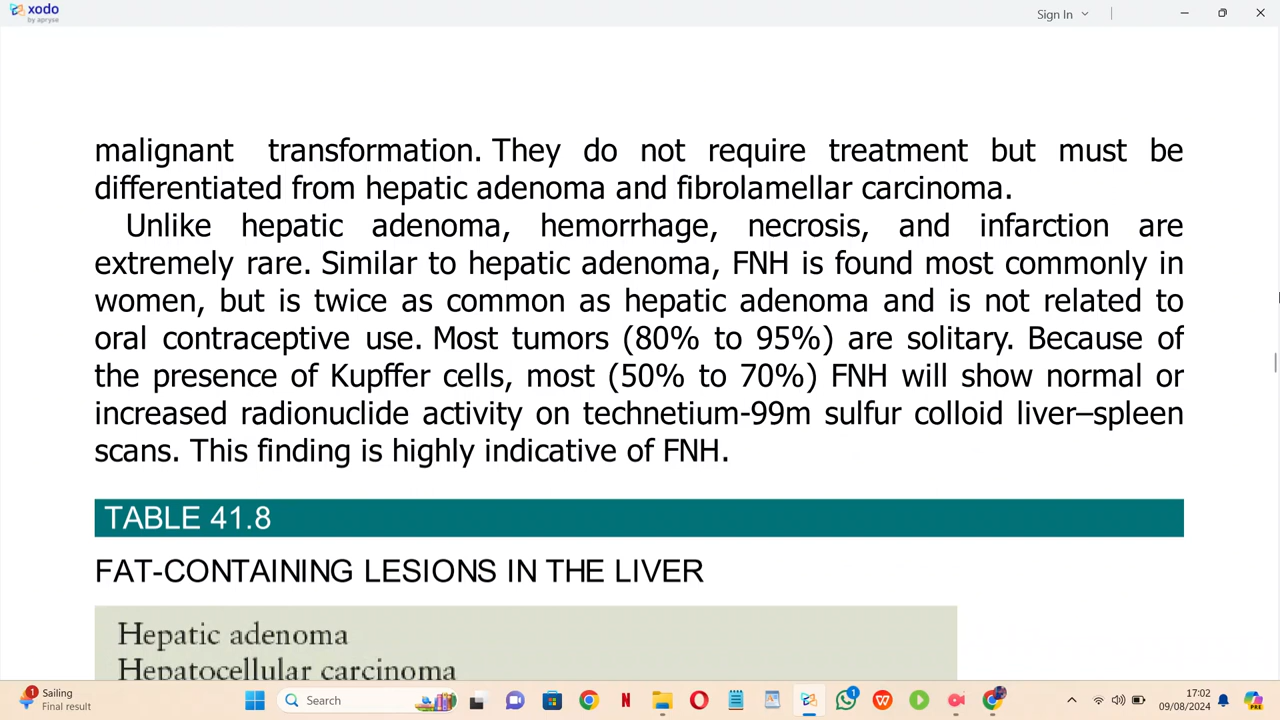 xodo
by apryse
Sign In
malignant transformation. They do not require treatment but must be
differentiated from hepatic adenoma and fibrolamellar carcinoma.
Unlike hepatic adenoma, hemorrhage, necrosis, and infarction are
extremely rare. Similar to hepatic adenoma, FNH is found most commonly in
women, but is twice as common as hepatic adenoma and is not related to
oral contraceptive use. Most tumors (80% to 95%) are solitary. Because of
the presence of Kupffer cells, most (50% to 70%) FNH will show normal or
increased radionuclide activity on technetium-99m sulfur colloid liver–spleen
scans. This finding is highly indicative of FNH.
TABLE 41.8
FAT-CONTAINING LESIONS IN THE LIVER
Hepatic adenoma
Hepatocellular carcinoma
1
Sailing
Final result
Search
N
1
W
17:02
09/08/2024
PRE